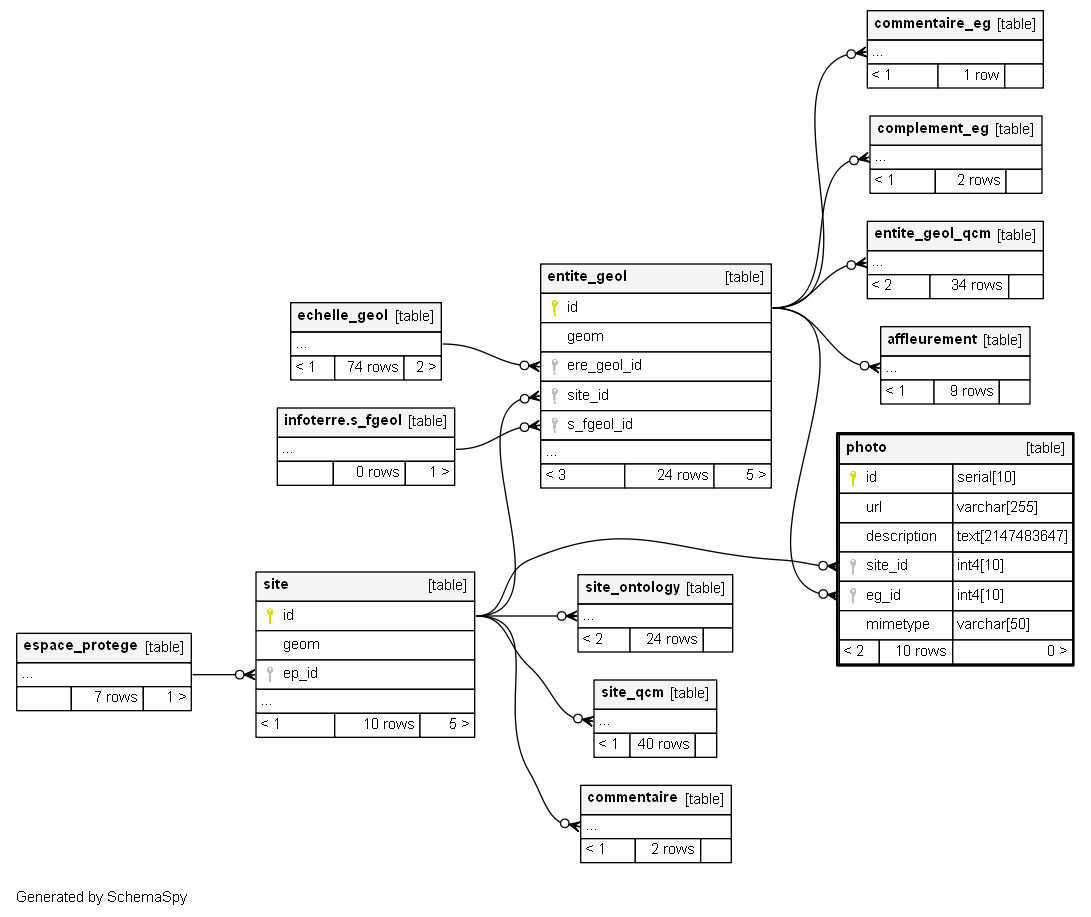 commentaire_eg [table]
...
< 1 1 row
complement_eg [table]
...
< 1 2 rows
entite_geol_qcm [table]
...
< 2 34 rows
entite_geol [table]
id
geom
ere_geol_id
site_id
s_fgeol_id
...
< 3 24 rows 5 >
echelle_geol [table]
...
< 1 74 rows 2 >
affleurement [table]
...
< 1 9 rows
infoterre.s_fgeol [table]
...
0 rows 1 >
photo [table]
id serial[10]
url varchar[255]
description text[2147483647]
site_id int4[10]
eg_id int4[10]
mimetype varchar[50]
< 2 10 rows 0 >
site [table]
id
geom
ep_id
...
< 1 10 rows 5 >
site_ontology [table]
...
< 2 24 rows
espace_protege [table]
...
7 rows 1 >
site_qcm [table]
...
< 1 40 rows
commentaire [table]
...
< 1 2 rows
Generated by SchemaSpy